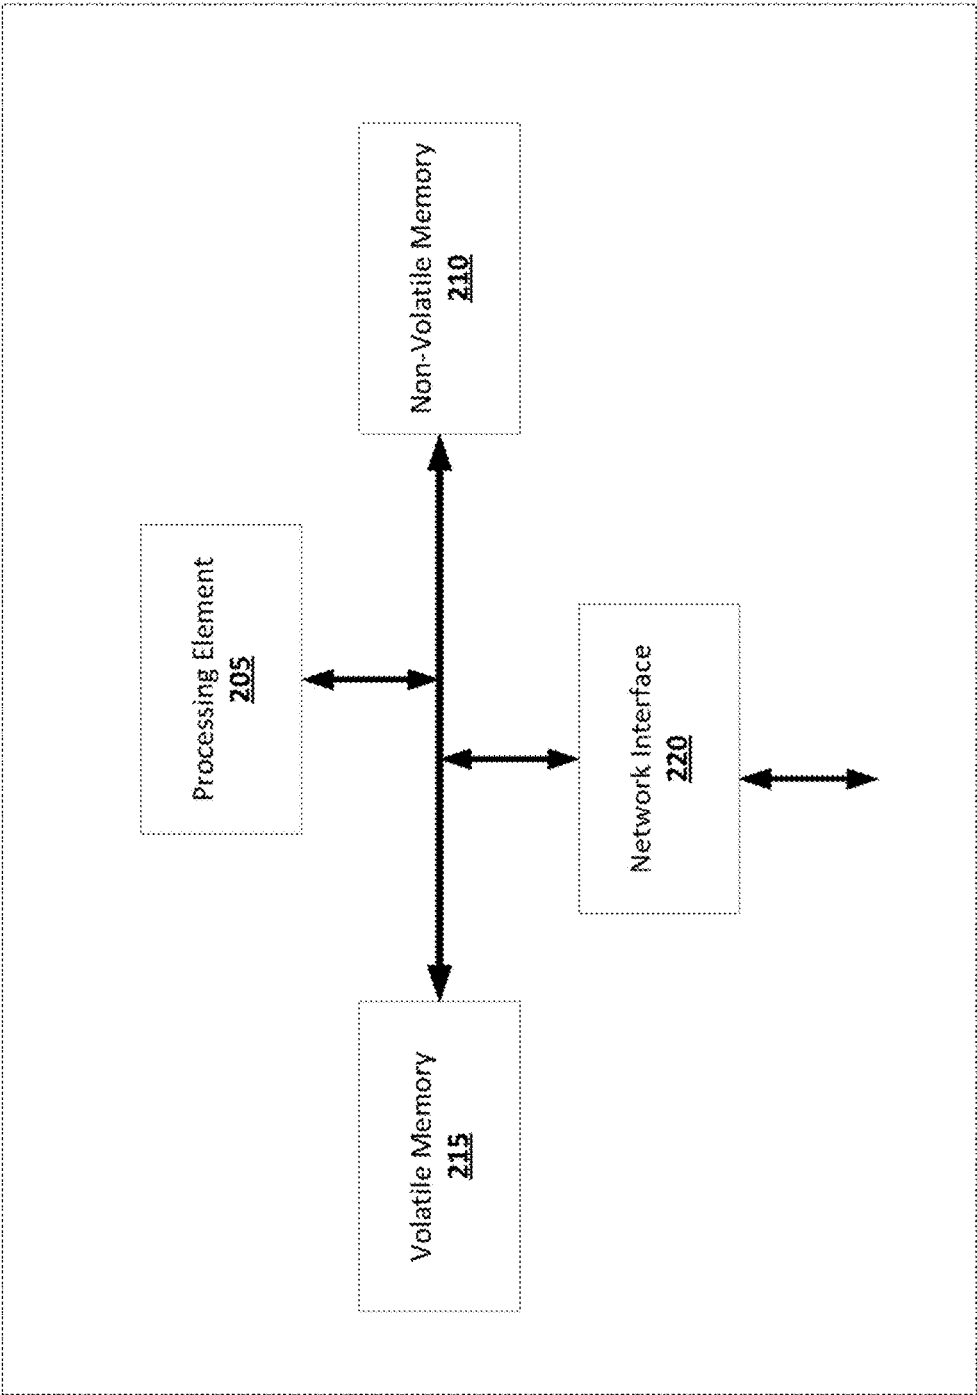 Processing Element
205
Volatile Memory
215
Non-Volatile Memory
210
Network Interface
220